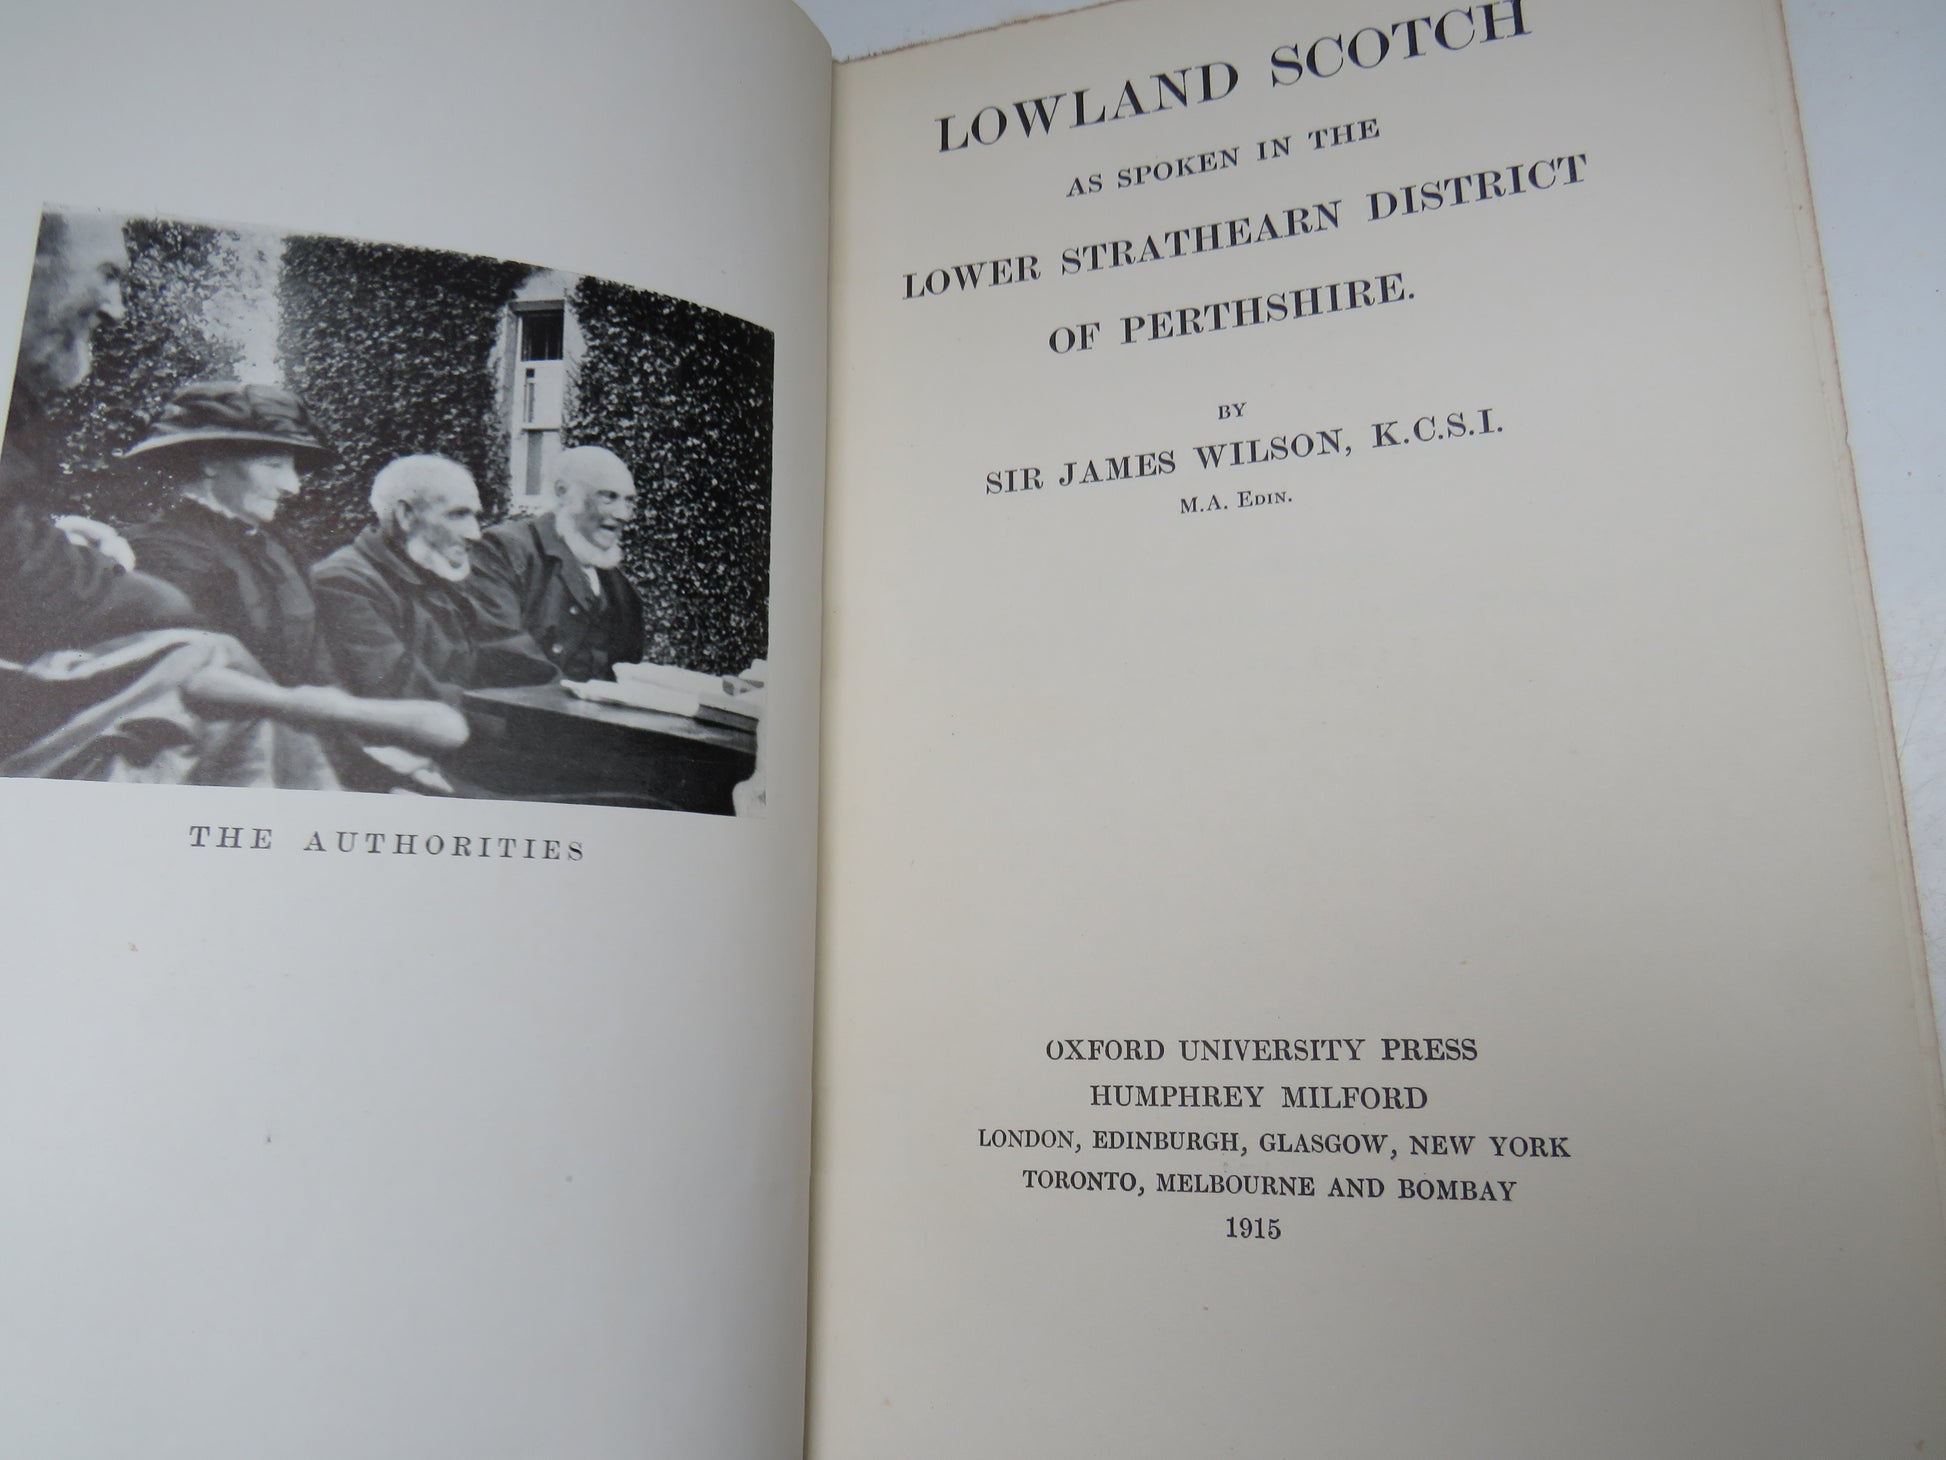 THE AUTHORITIES
LOWLAND SCOTCH
AS SPOKEN IN THE
LOWER STRATHEARN DISTRICT
OF PERTHSHIRE.
BY
SIR JAMES WILSON, K.C.S.I.
M.A. EDIN.
OXFORD UNIVERSITY PRESS
HUMPHREY MILFORD
LONDON, EDINBURGH, GLASGOW, NEW YORK
TORONTO, MELBOURNE AND BOMBAY
1915